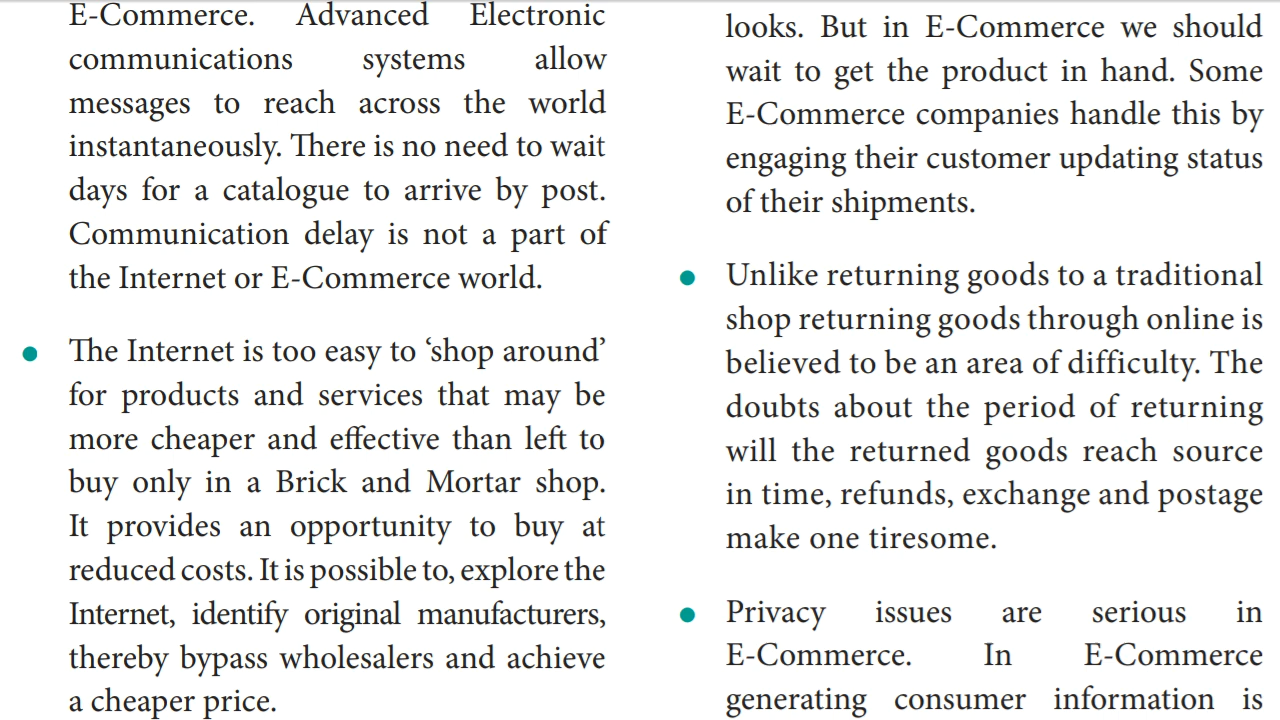 E-Commerce. Advanced Electronic
communications systems allow
messages to reach across the world
instantaneously. There is no need to wait
days for a catalogue to arrive by post.
Communication delay is not a part of
the Internet or E-Commerce world.
● The Internet is too easy to ‘shop around’
for products and services that may be
more cheaper and effective than left to
buy only in a Brick and Mortar shop.
It provides an opportunity to buy at
reduced costs. It is possible to, explore the
Internet, identify original manufacturers,
thereby bypass wholesalers and achieve
a cheaper price.
looks. But in E-Commerce we should
wait to get the product in hand. Some
E-Commerce companies handle this by
engaging their customer updating status
of their shipments.
● Unlike returning goods to a traditional
shop returning goods through online is
believed to be an area of difficulty. The
doubts about the period of returning
will the returned goods reach source
in time, refunds, exchange and postage
make one tiresome.
● Privacy issues are serious in
E-Commerce. In E-Commerce
generating consumer information is